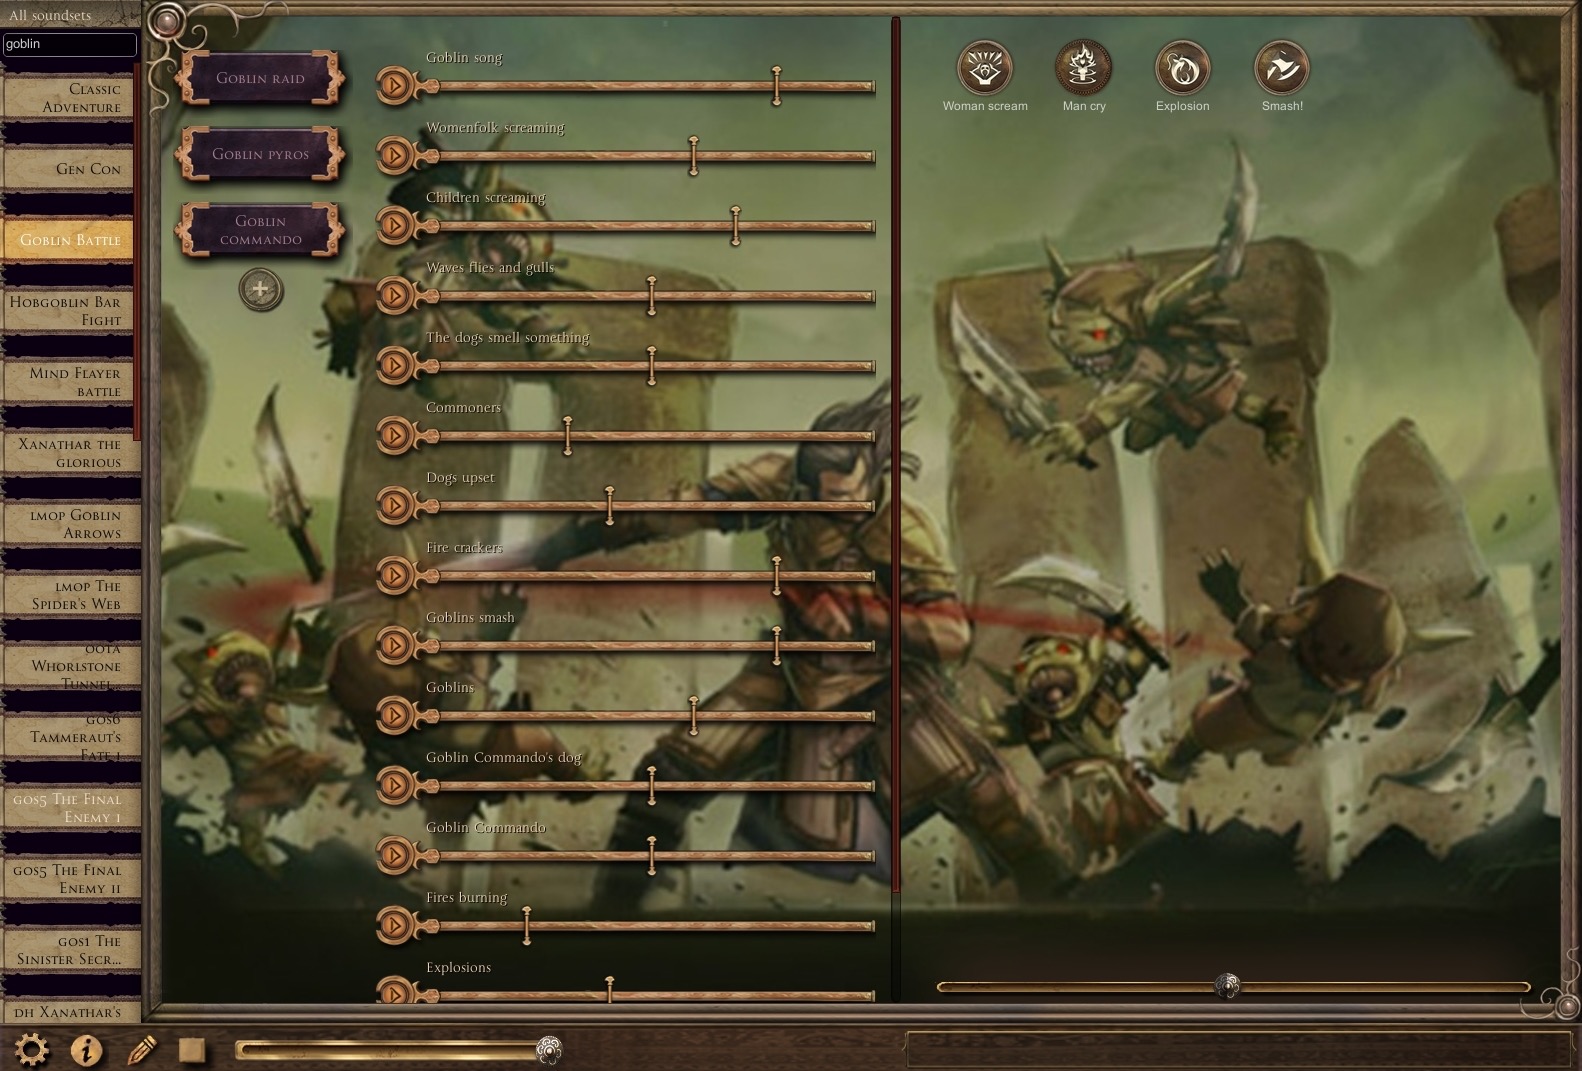 All soundsets
goblin
Classic
Adventure
Gen Con
Goblin Battle
Hobgoblin Bar
Fight
Mind Flayer
battle
Xanathar the
glorious
LMoP Goblin
Arrows
LMoP The
Spider's Web
OotA
Whorlstone
Tunnel...
GoS6
Tammeraut's
Fate I
GoS5 The Final
Enemy I
GoS5 The Final
Enemy II
GoS1 The
Sinister Secr...
DH Xanathar's
Goblin raid
Goblin pyros
Goblin
commando
Goblin song
Womenfolk screaming
Children screaming
Waves flies and gulls
The dogs smell something
Commoners
Dogs upset
Fire crackers
Goblins smash
Goblins
Goblin Commando's dog
Goblin Commando
Fires burning
Explosions
Woman scream
Man cry
Explosion
Smash!